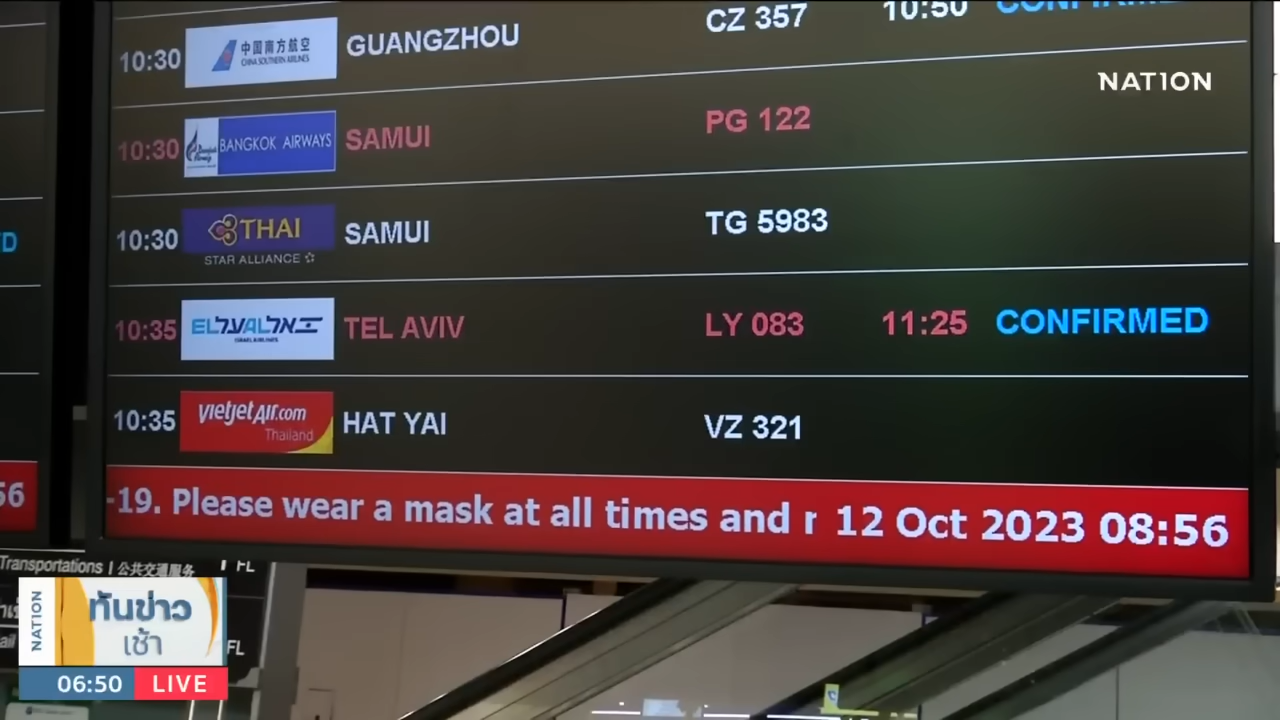 10:30 中国南方航空 CHINA SOUTHERN AIRLINES GUANGZHOU CZ 357 10:50
NATION
10:30 BANGKOK AIRWAYS SAMUI PG 122
10:30 THAI SAMUI TG 5983
STAR ALLIANCE
10:35 ELאלALאל ISRAEL AIRLINES TEL AVIV LY 083 11:25 CONFIRMED
10:35 vietjetAir.com Thailand HAT YAI VZ 321
56
-19. Please wear a mask at all times and 12 Oct 2023 08:56
Transportations | 公共交通服务
FL
NATION ทันข่าว
เช้า
FL
06:50 LIVE